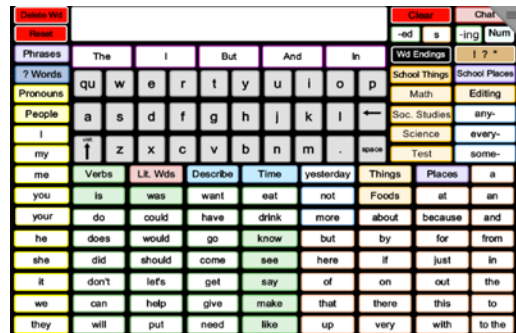 Delete Wd Clear Chat
Reset -ed s -ing Num
Phrases The I But And In Wd Endings ! ? "
? Words qu w e r t y u i o p School Things School Places
Pronouns Math Editing
People a s d f g h j k l ← Soc. Studies any-
I Science every-
my ↑ z x c v b n m . space Test some-
me Verbs Lit. Wds Describe Time yesterday Things Places a
you is was want eat not Foods at an
your do could have drink more about because and
he does would go know but by for from
she did should come see here if just in
it don't let's get say of on out the
we can help give make that there this to
they will put need like up very with to the